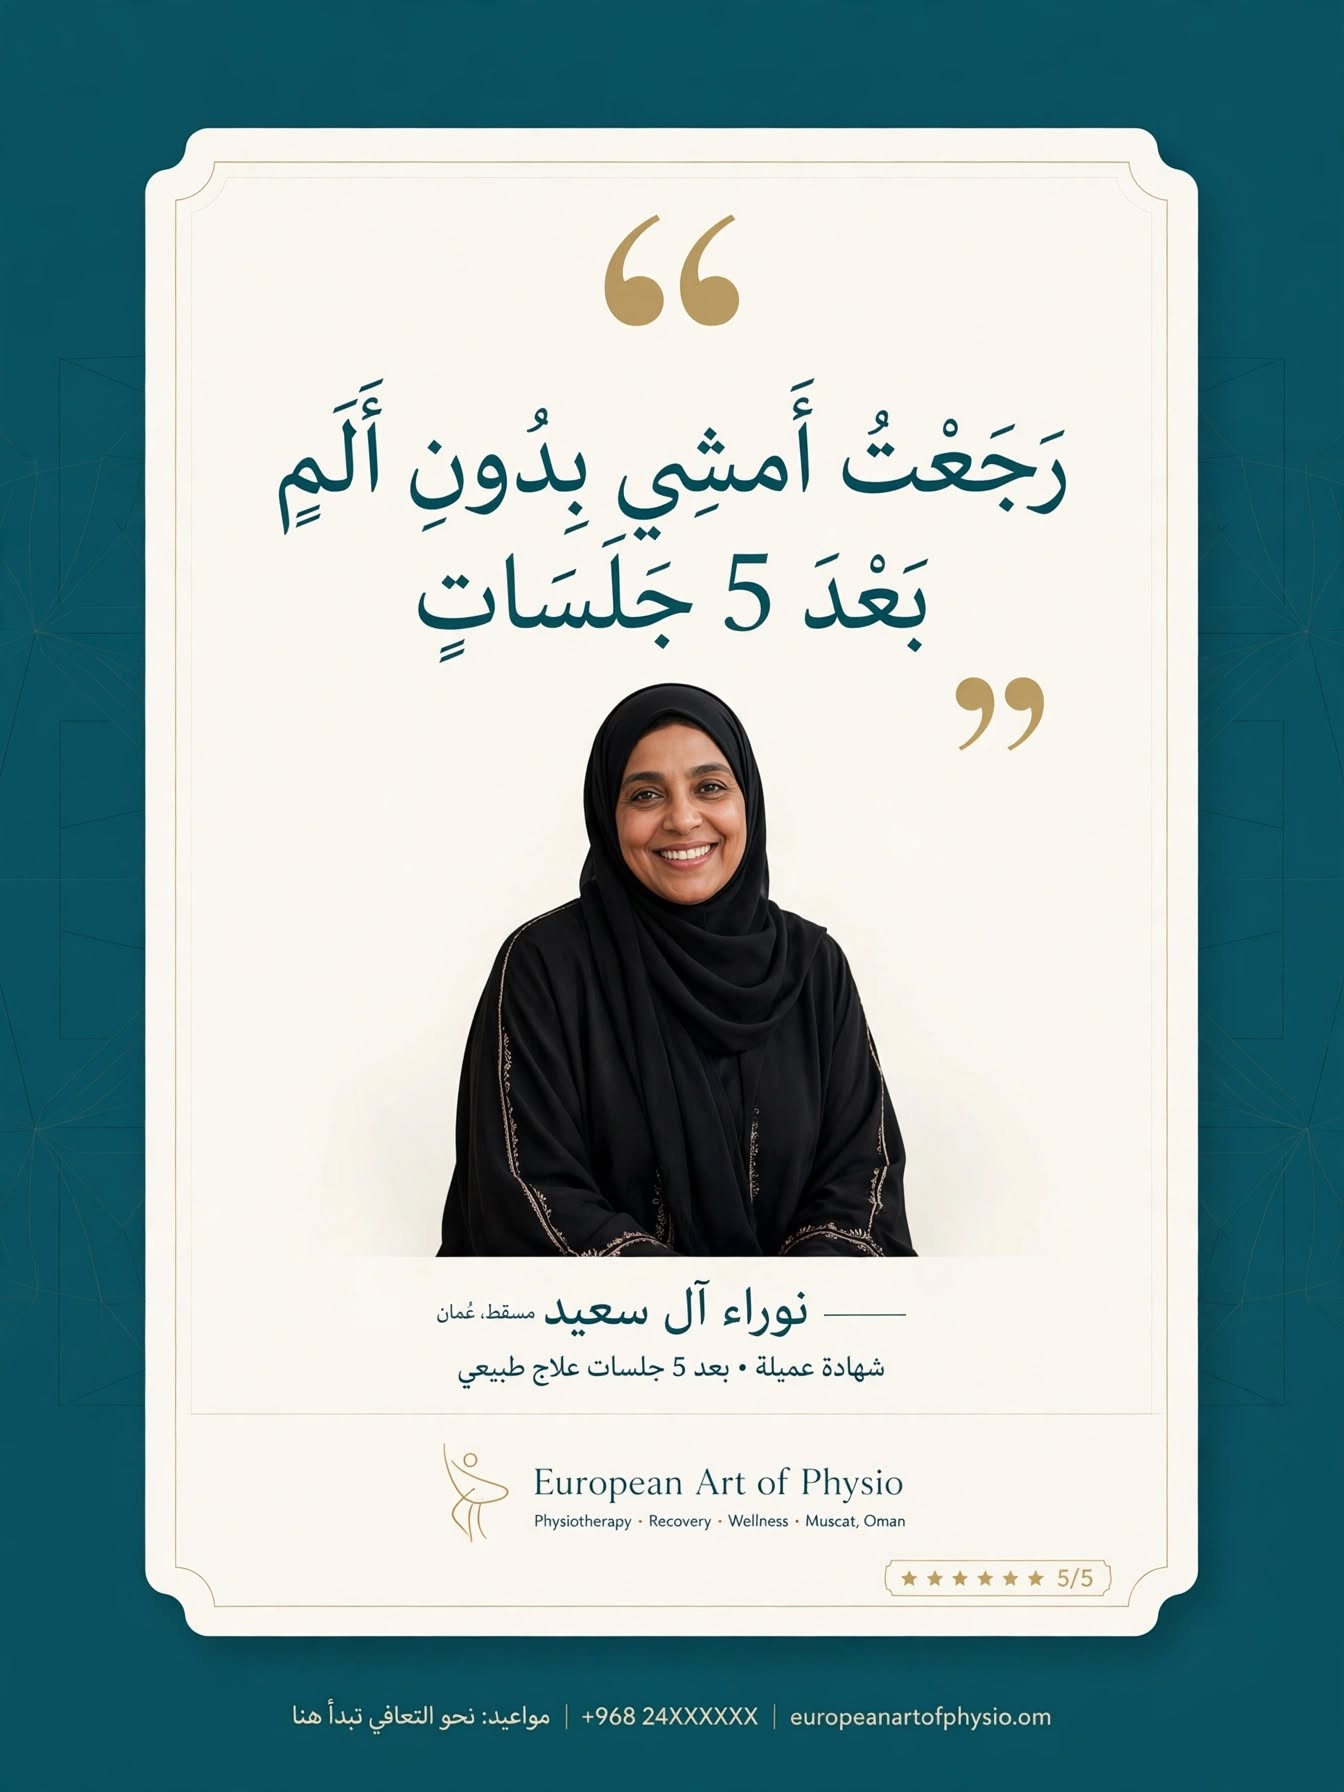 “
رَجَعْتُ أَمشِي بِدُونِ أَلَمٍ
بَعْدَ 5 جَلَسَاتٍ
”
نوراء آل سعيد مسقط، عُمان
شهادة عميلة • بعد 5 جلسات علاج طبيعي
European Art of Physio
Physiotherapy · Recovery · Wellness · Muscat, Oman
★ ★ ★ ★ ★ ★ 5/5
مواعيد: نحو التعافي تبدأ هنا | +968 24XXXXXX | europeanartofphysio.om